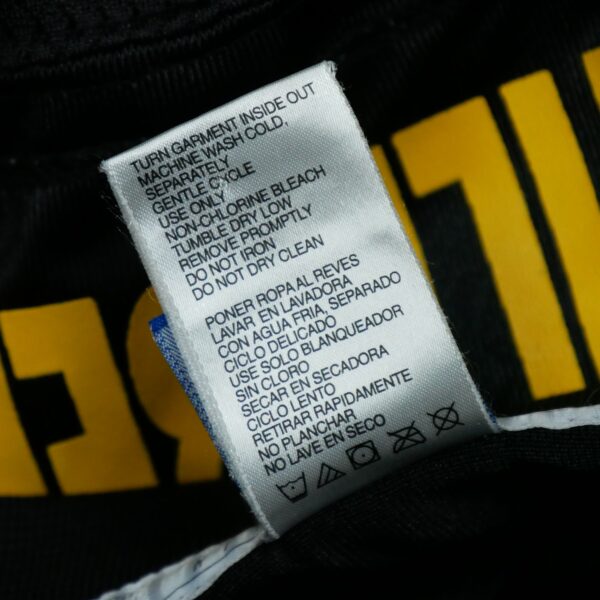 TURN GARMENT INSIDE OUT
MACHINE WASH COLD,
SEPARATELY
GENTLE CYCLE
USE ONLY
NON-CHLORINE BLEACH
TUMBLE DRY LOW
REMOVE PROMPTLY
DO NOT IRON
DO NOT DRY CLEAN
PONER ROPA AL REVES
LAVAR, EN LAVADORA
CON AGUA FRIA, SEPARADO
CICLO DELICADO
USE SOLO BLANQUEADOR
SIN CLORO
SECAR EN SECADORA
CICLO LENTO
RETIRAR RAPIDAMENTE
NO PLANCHAR
NO LAVE EN SECO